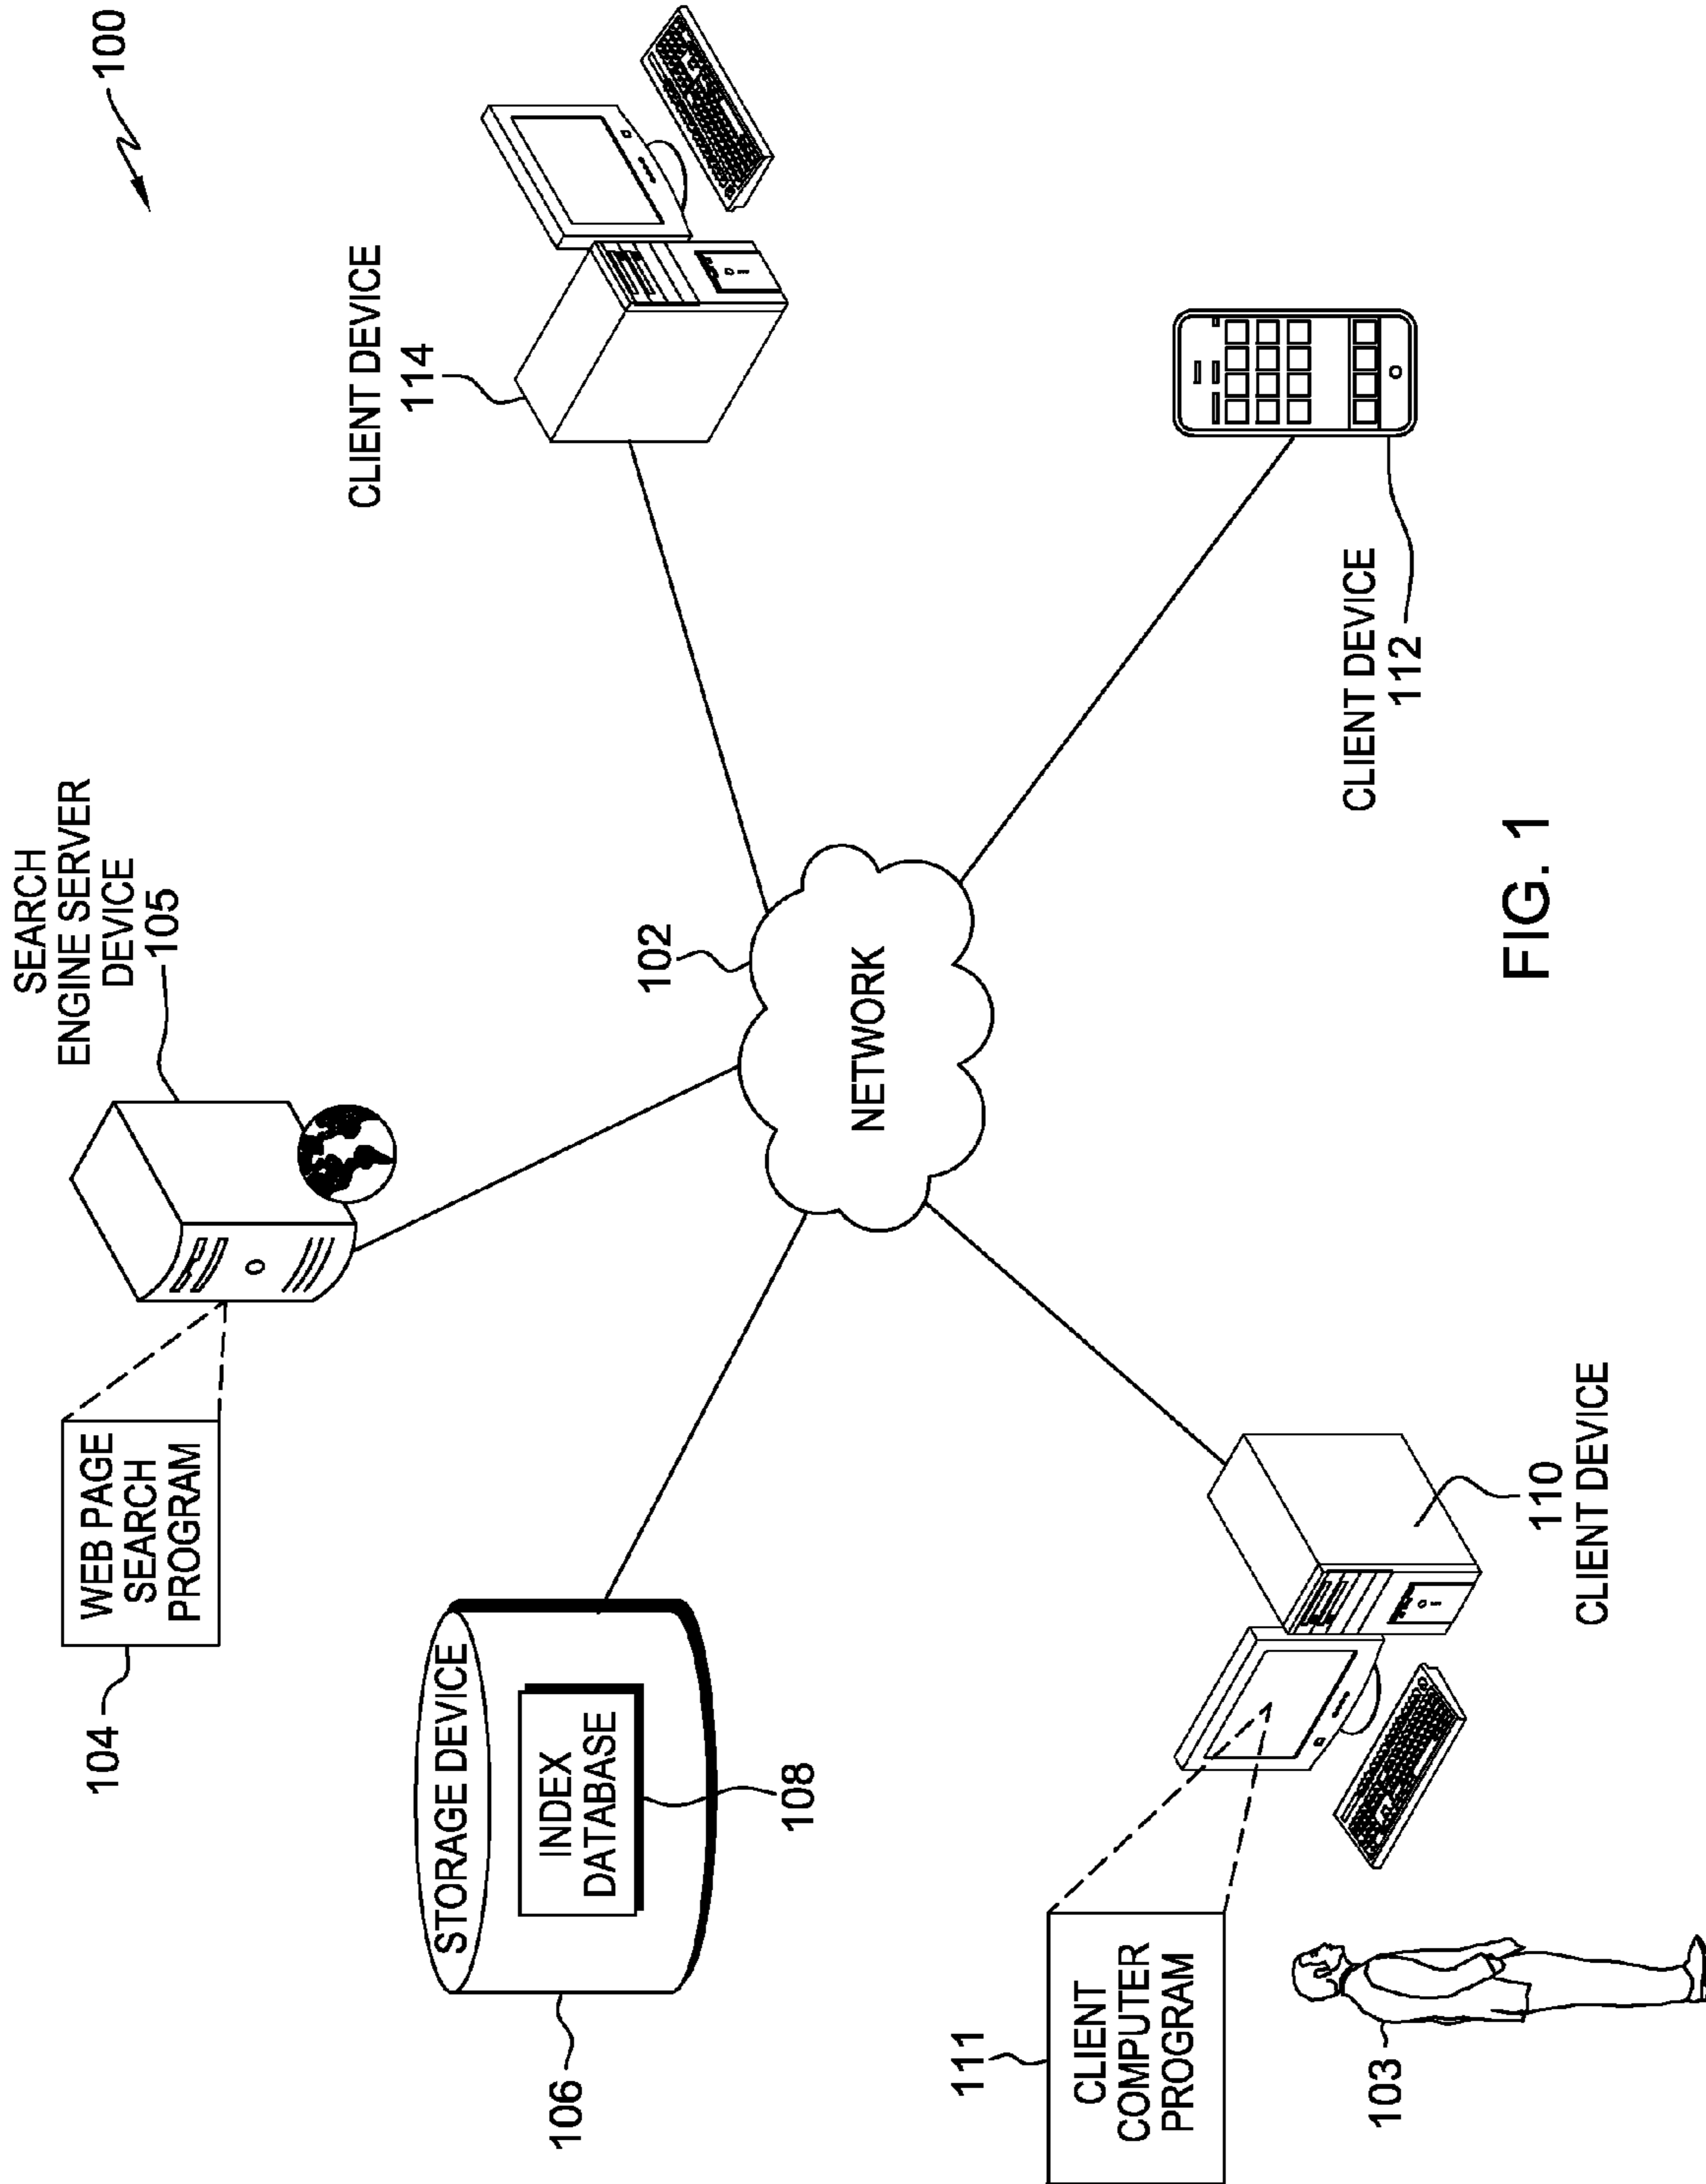 100
SEARCH
ENGINE SERVER
DEVICE
105
WEB PAGE
SEARCH
PROGRAM
104
CLIENT DEVICE
114
STORAGE DEVICE
INDEX
DATABASE
106
108
102
NETWORK
111
CLIENT
COMPUTER
PROGRAM
103
110
CLIENT DEVICE
CLIENT DEVICE
112
FIG. 1